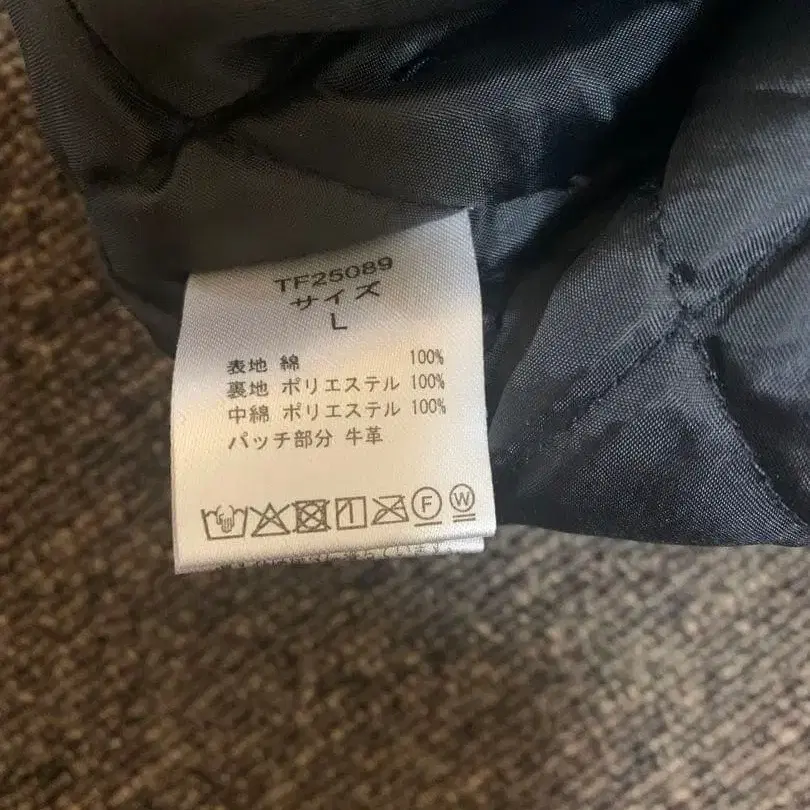 TF25089
サイズ
L
表地 綿 100%
裏地 ポリエステル 100%
中綿 ポリエステル 100%
パッチ部分 牛革
F W